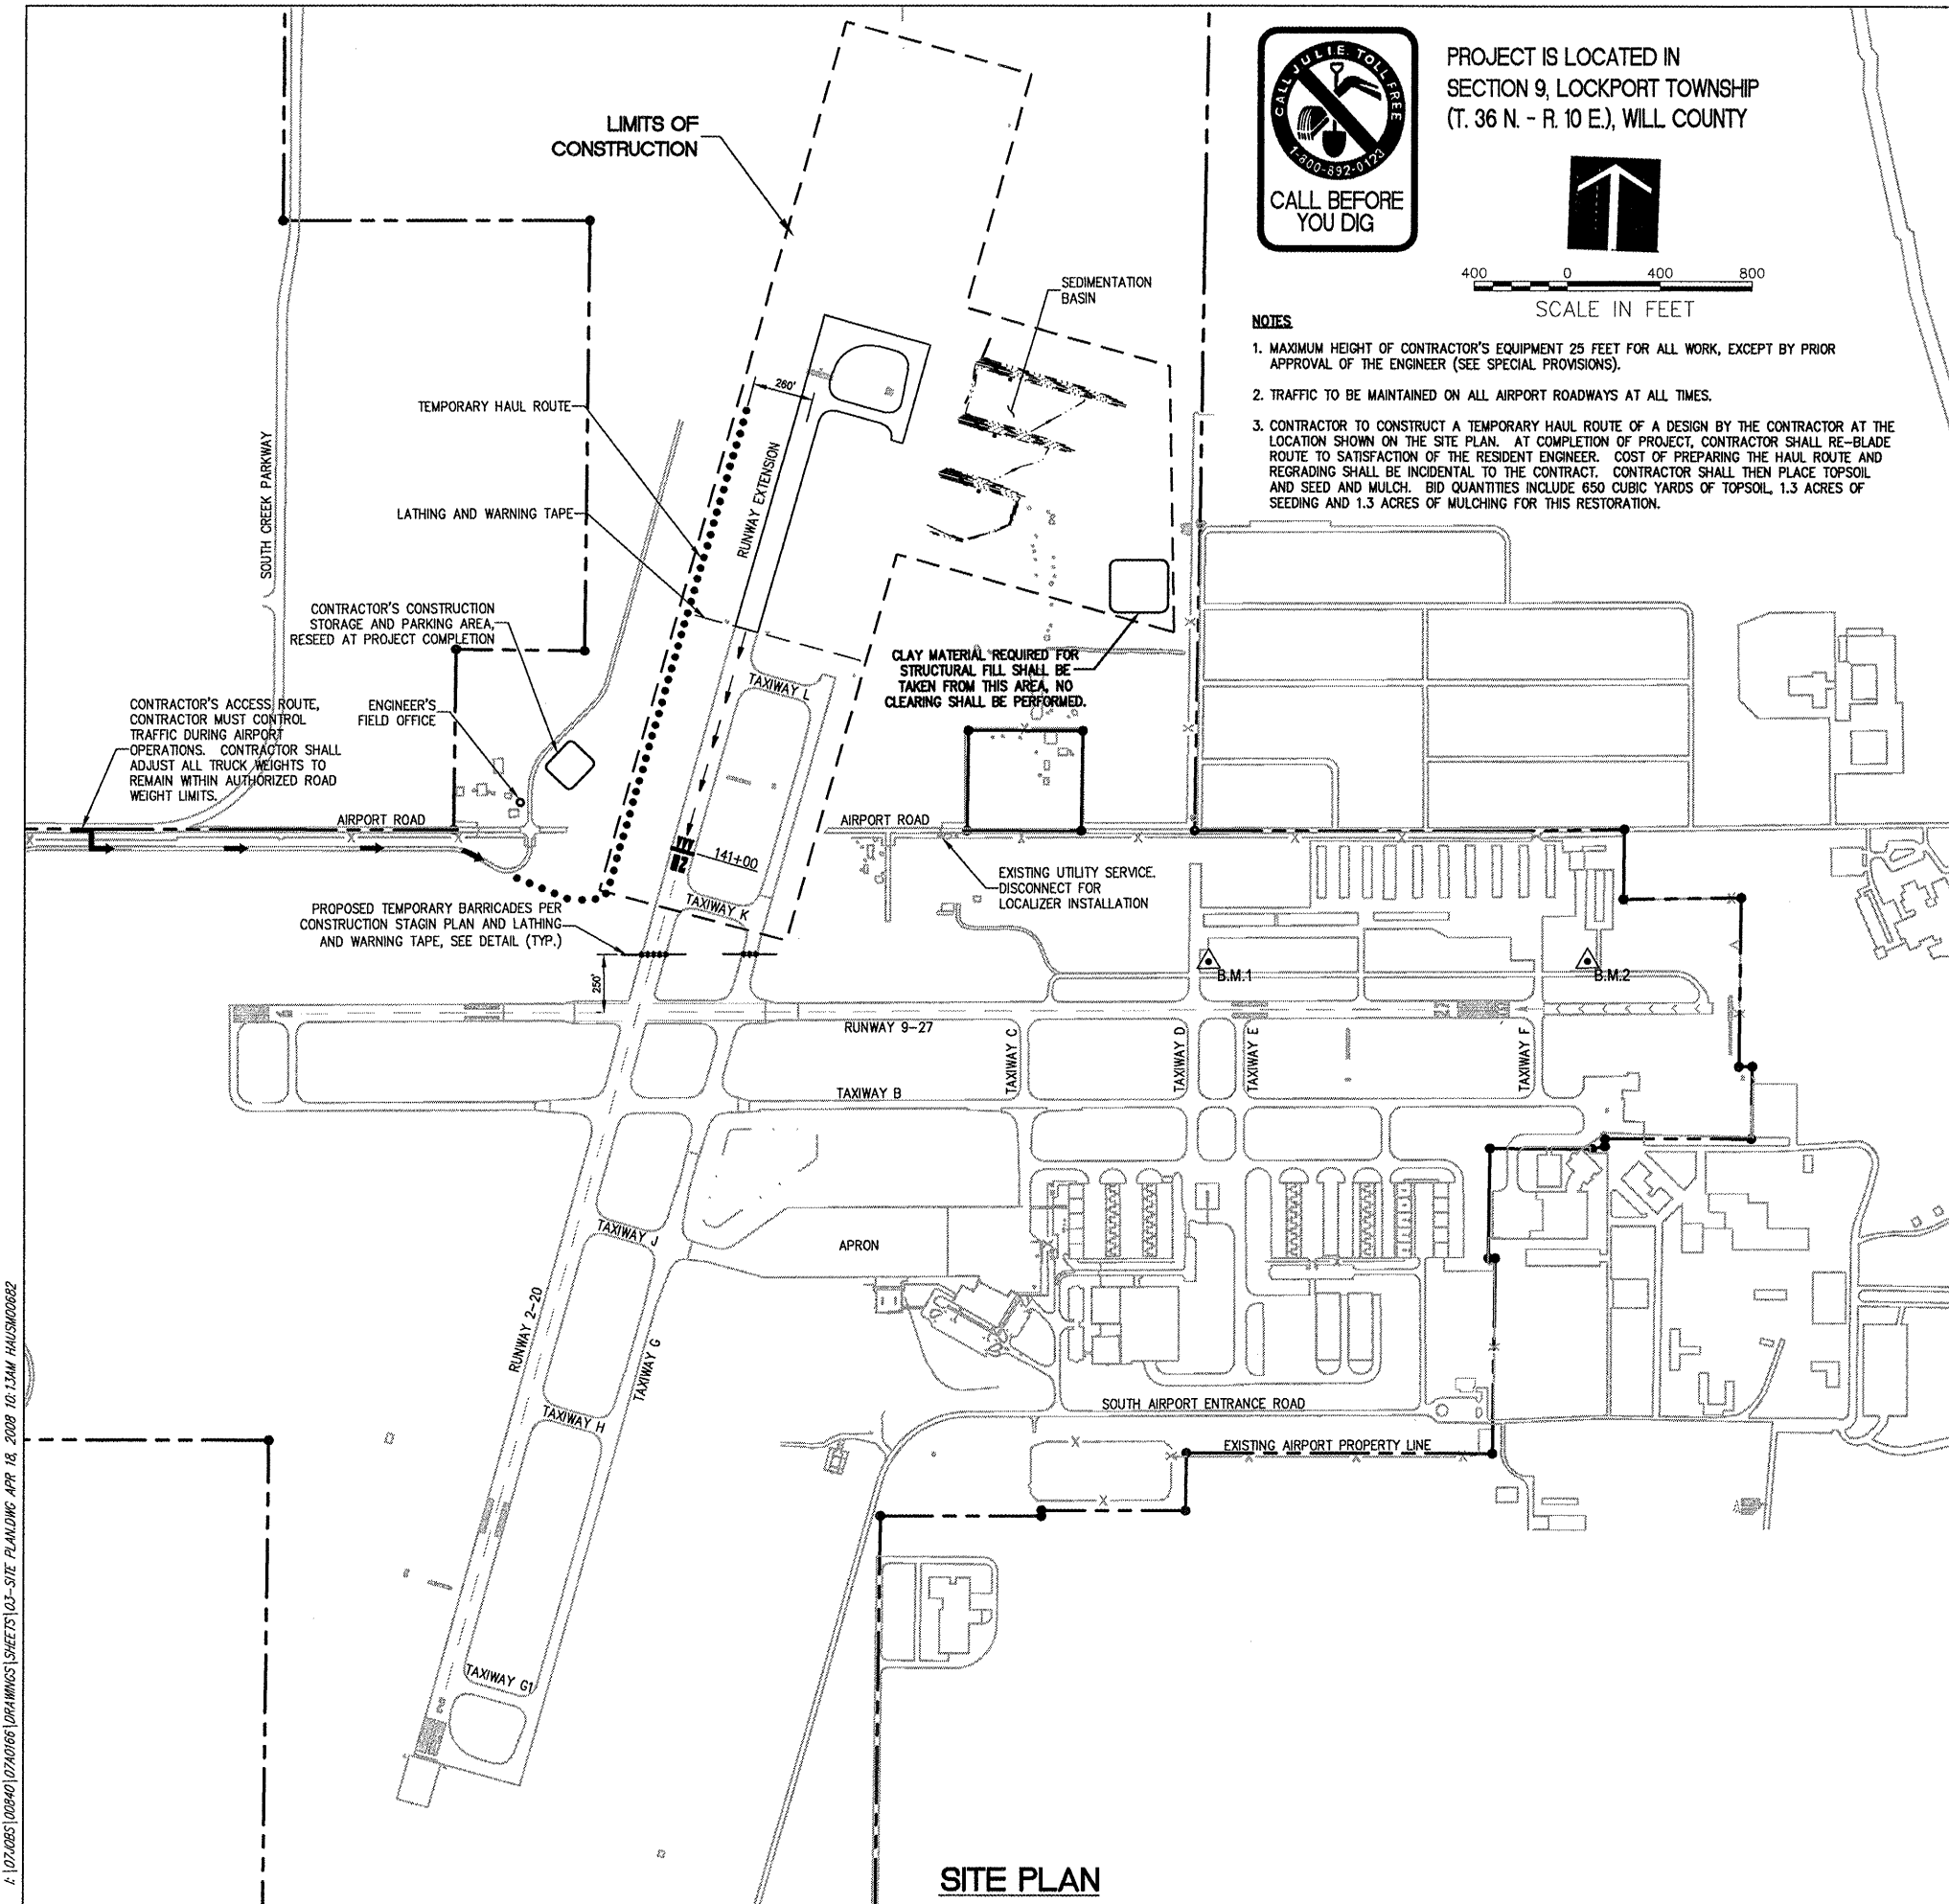 CALL J.U.L.I.E. TOLL FREE
1-800-892-0123
CALL BEFORE
YOU DIG
PROJECT IS LOCATED IN
SECTION 9, LOCKPORT TOWNSHIP
(T. 36 N. - R. 10 E.), WILL COUNTY
400 0 400 800
SCALE IN FEET
NOTES
1. MAXIMUM HEIGHT OF CONTRACTOR'S EQUIPMENT 25 FEET FOR ALL WORK, EXCEPT BY PRIOR
APPROVAL OF THE ENGINEER (SEE SPECIAL PROVISIONS).
2. TRAFFIC TO BE MAINTAINED ON ALL AIRPORT ROADWAYS AT ALL TIMES.
3. CONTRACTOR TO CONSTRUCT A TEMPORARY HAUL ROUTE OF A DESIGN BY THE CONTRACTOR AT THE
LOCATION SHOWN ON THE SITE PLAN. AT COMPLETION OF PROJECT, CONTRACTOR SHALL RE-BLADE
ROUTE TO SATISFACTION OF THE RESIDENT ENGINEER. COST OF PREPARING THE HAUL ROUTE AND
REGRADING SHALL BE INCIDENTAL TO THE CONTRACT. CONTRACTOR SHALL THEN PLACE TOPSOIL
AND SEED AND MULCH. BID QUANTITIES INCLUDE 650 CUBIC YARDS OF TOPSOIL, 1.3 ACRES OF
SEEDING AND 1.3 ACRES OF MULCHING FOR THIS RESTORATION.
LIMITS OF
CONSTRUCTION
SEDIMENTATION
BASIN
260'
TEMPORARY HAUL ROUTE
RUNWAY EXTENSION
LATHING AND WARNING TAPE
SOUTH CREEK PARKWAY
CONTRACTOR'S CONSTRUCTION
STORAGE AND PARKING AREA,
RESEED AT PROJECT COMPLETION
CLAY MATERIAL REQUIRED FOR
STRUCTURAL FILL SHALL BE
TAKEN FROM THIS AREA, NO
CLEARING SHALL BE PERFORMED.
TAXIWAY L
CONTRACTOR'S ACCESS ROUTE,
CONTRACTOR MUST CONTROL
TRAFFIC DURING AIRPORT
OPERATIONS. CONTRACTOR SHALL
ADJUST ALL TRUCK WEIGHTS TO
REMAIN WITHIN AUTHORIZED ROAD
WEIGHT LIMITS.
ENGINEER'S
FIELD OFFICE
AIRPORT ROAD
AIRPORT ROAD
141+00
EXISTING UTILITY SERVICE.
DISCONNECT FOR
LOCALIZER INSTALLATION
TAXIWAY K
PROPOSED TEMPORARY BARRICADES PER
CONSTRUCTION STAGIN PLAN AND LATHING
AND WARNING TAPE, SEE DETAIL (TYP.)
250'
B.M.1
B.M.2
9
27
RUNWAY 9-27
TAXIWAY B
TAXIWAY C
TAXIWAY D
TAXIWAY E
TAXIWAY F
TAXIWAY J
APRON
RUNWAY 2-20
TAXIWAY G
TAXIWAY H
SOUTH AIRPORT ENTRANCE ROAD
EXISTING AIRPORT PROPERTY LINE
TAXIWAY G1
2
SITE PLAN
I:\07JOBS\00840\07A0166\DRAWINGS\SHEETS\03-SITE PLAN.DWG APR 18, 2008 10:13AM HAUSM00682